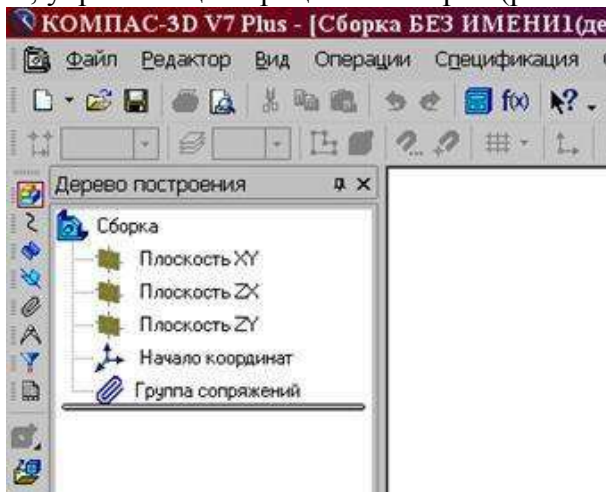 КОМПАС-3D V7 Plus - [Сборка БЕЗ ИМЕНИ1(де
Файл Редактор Вид Операции Спецификация
f(x)
Дерево построения
Сборка
Плоскость XY
Плоскость ZX
Плоскость ZY
Начало координат
Группа сопряжений